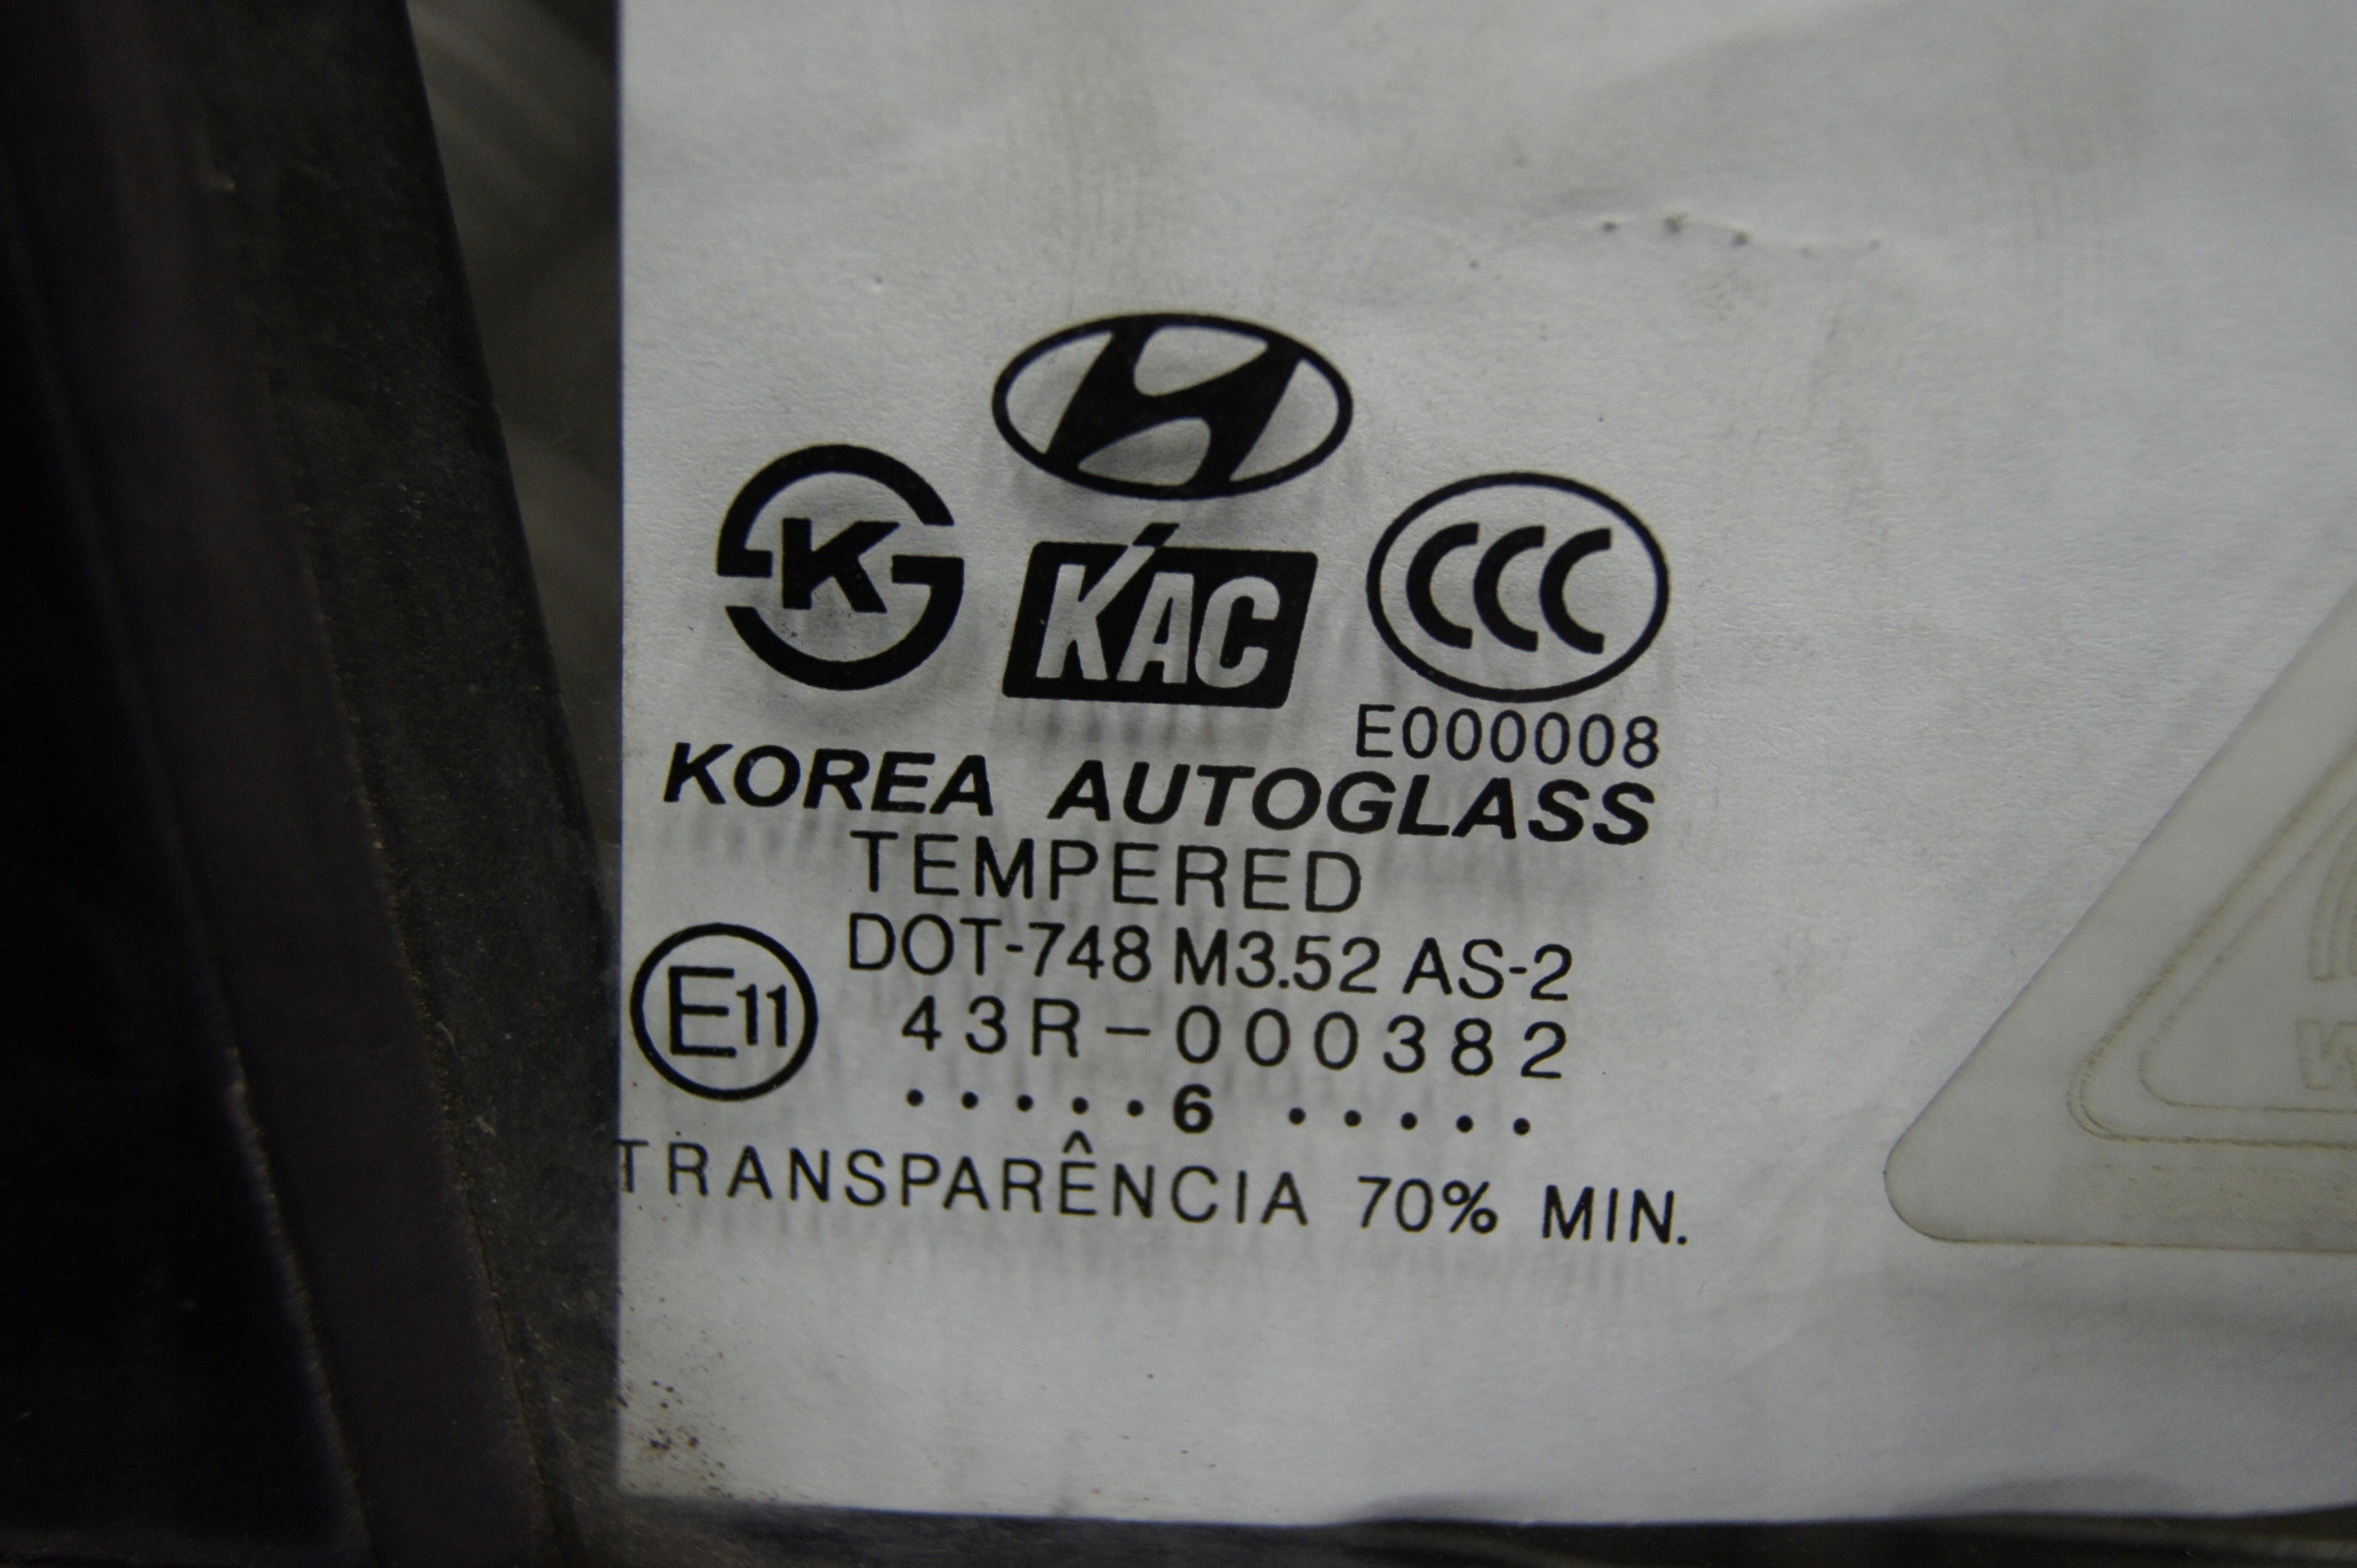 K
KAC
CCC
E000008
KOREA AUTOGLASS
TEMPERED
DOT-748 M3.52 AS-2
E11
43R-000382
·····6 ·····
TRANSPARÊNCIA 70% MIN.